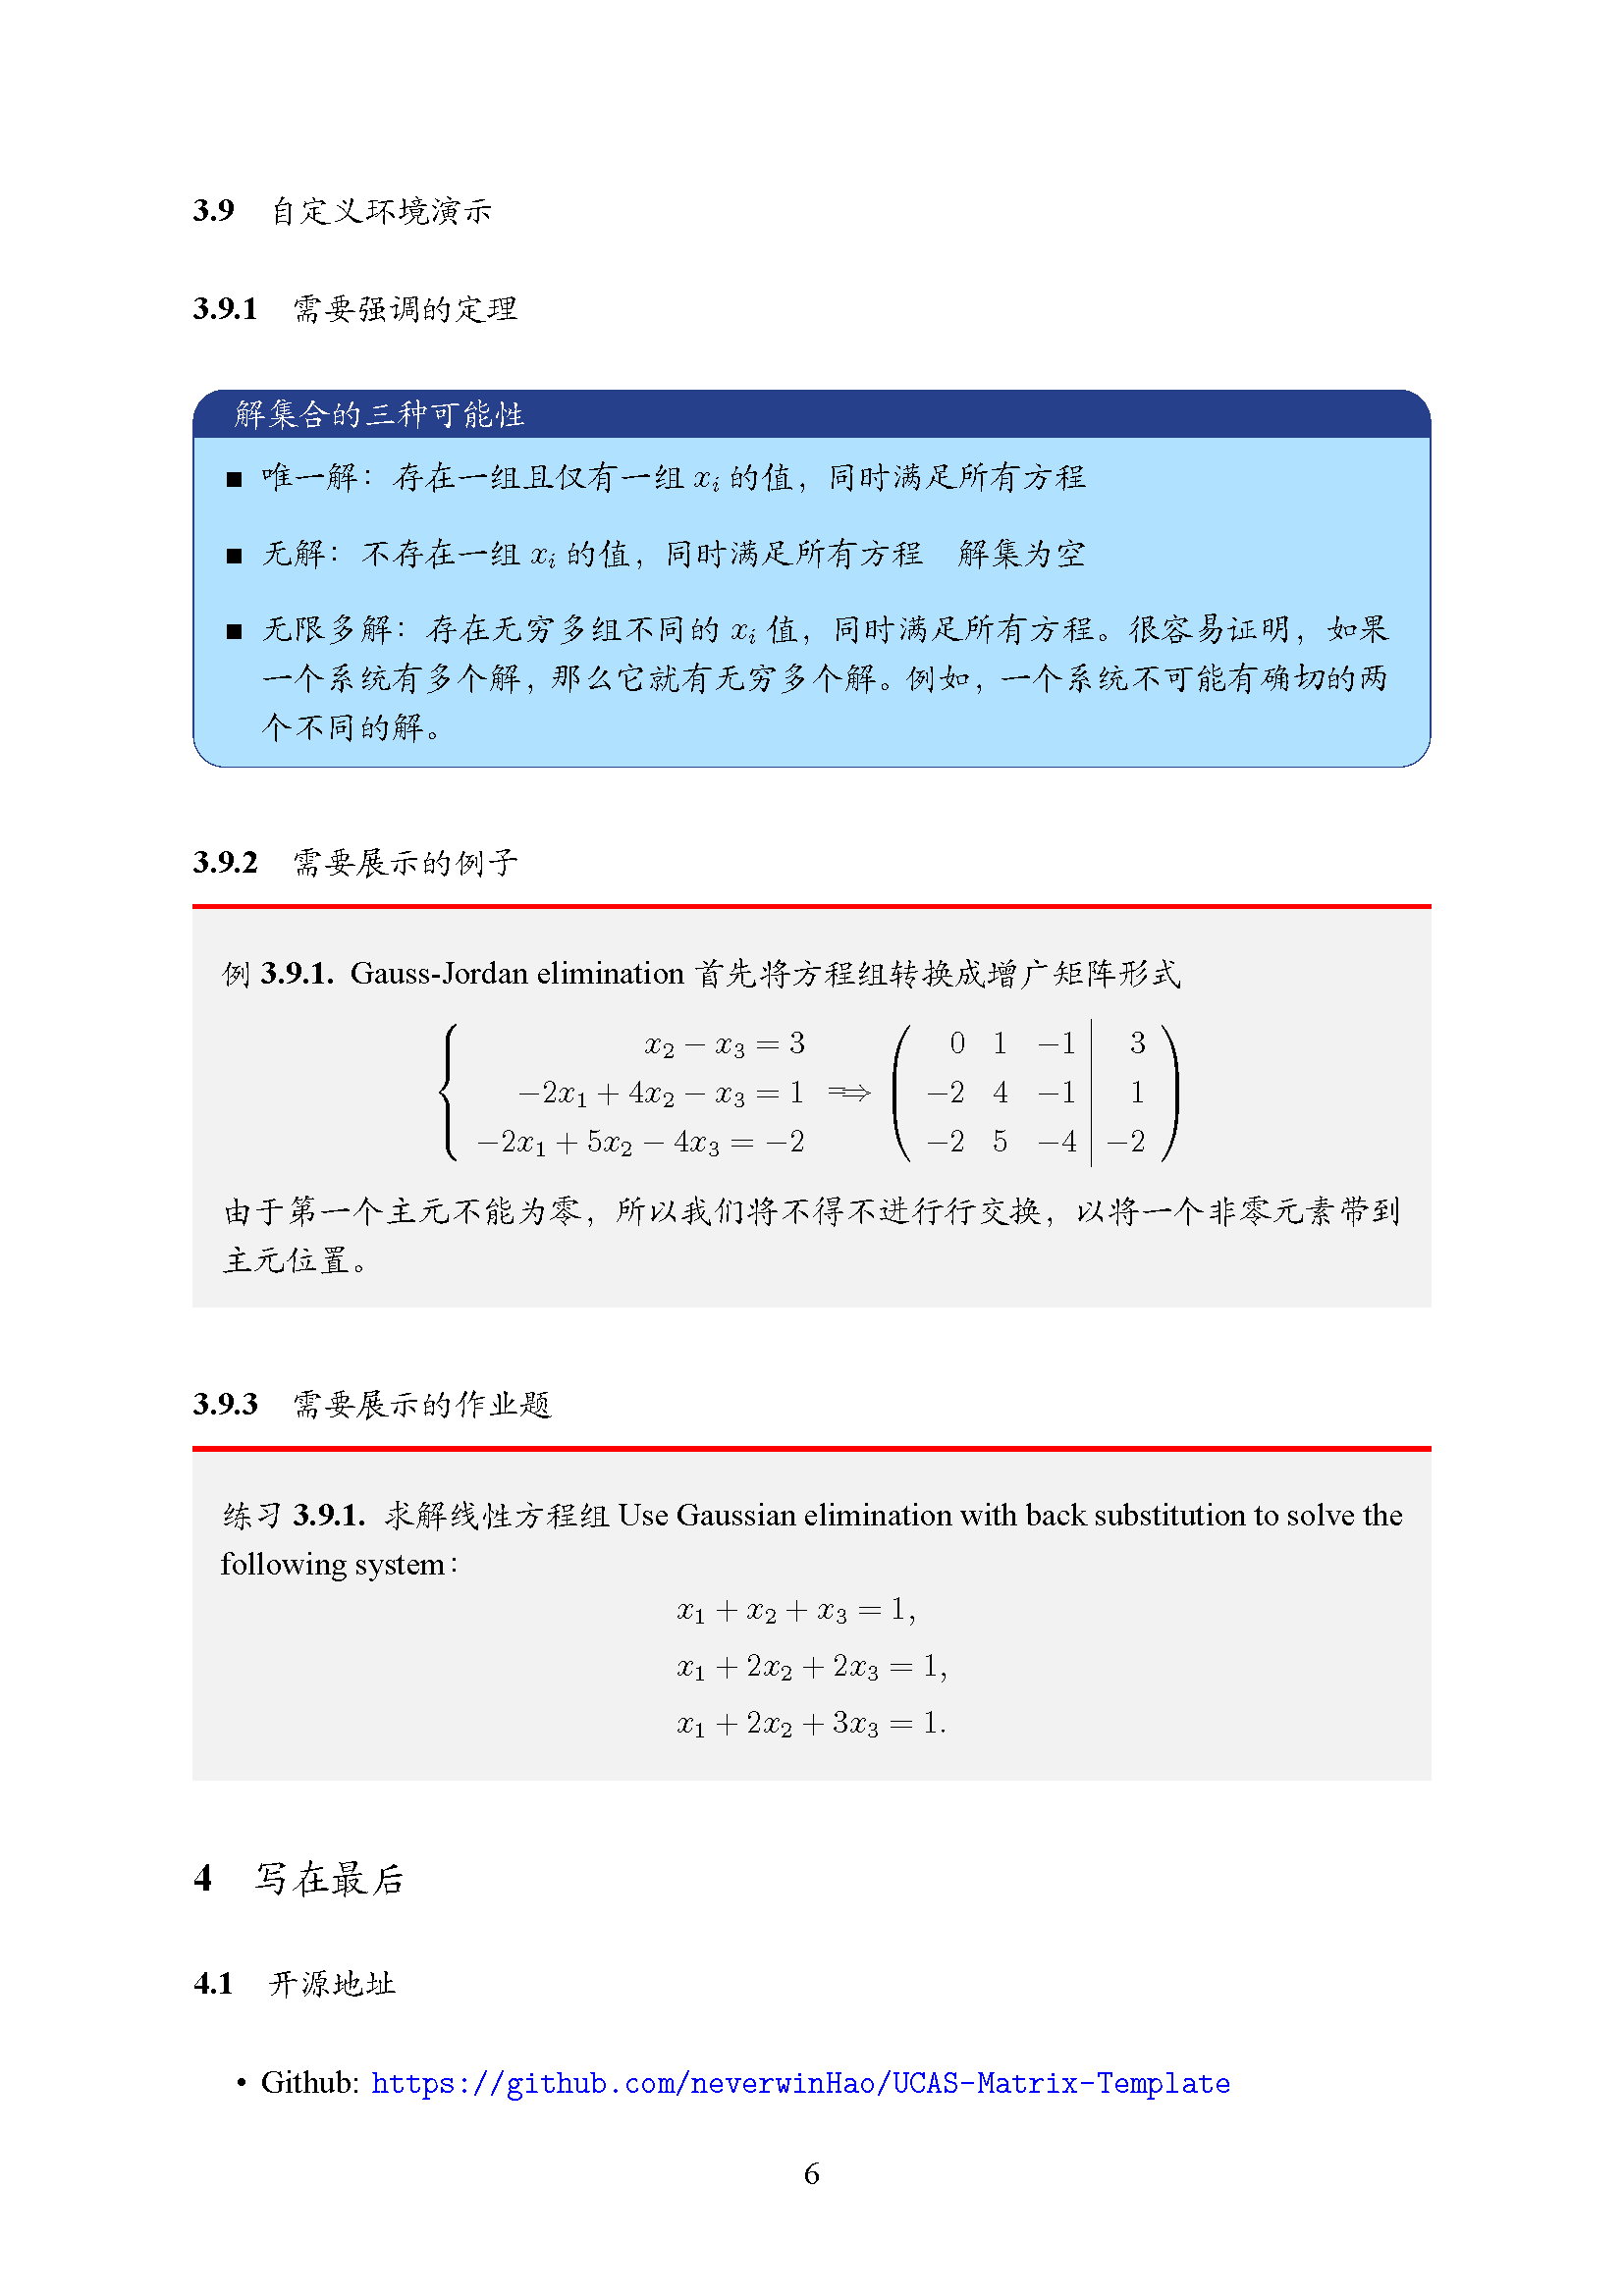 3.9 自定义环境演示
3.9.1 需要强调的定理
解集合的三种可能性
■ 唯一解：存在一组且仅有一组 x_i 的值，同时满足所有方程
■ 无解：不存在一组 x_i 的值，同时满足所有方程　解集为空
■ 无限多解：存在无穷多组不同的 x_i 值，同时满足所有方程。很容易证明，如果
一个系统有多个解，那么它就有无穷多个解。例如，一个系统不可能有确切的两
个不同的解。
3.9.2 需要展示的例子
例 3.9.1. Gauss-Jordan elimination 首先将方程组转换成增广矩阵形式
x_2 − x_3 = 3 0 1 −1 | 3
−2x_1 + 4x_2 − x_3 = 1 ⟹ −2 4 −1 | 1
−2x_1 + 5x_2 − 4x_3 = −2 −2 5 −4 | −2
由于第一个主元不能为零，所以我们将不得不进行行交换，以将一个非零元素带到
主元位置。
3.9.3 需要展示的作业题
练习 3.9.1. 求解线性方程组 Use Gaussian elimination with back substitution to solve the
following system：
x_1 + x_2 + x_3 = 1,
x_1 + 2x_2 + 2x_3 = 1,
x_1 + 2x_2 + 3x_3 = 1.
4 写在最后
4.1 开源地址
• Github: https://github.com/neverwinHao/UCAS-Matrix-Template
6